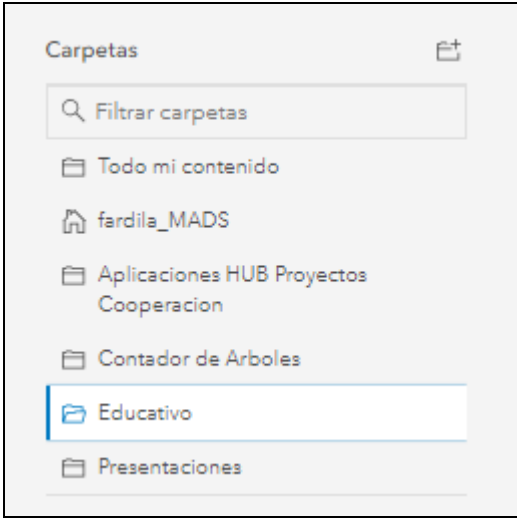 Carpetas
Filtrar carpetas
Todo mi contenido
fardila_MADS
Aplicaciones HUB Proyectos
Cooperacion
Contador de Arboles
Educativo
Presentaciones